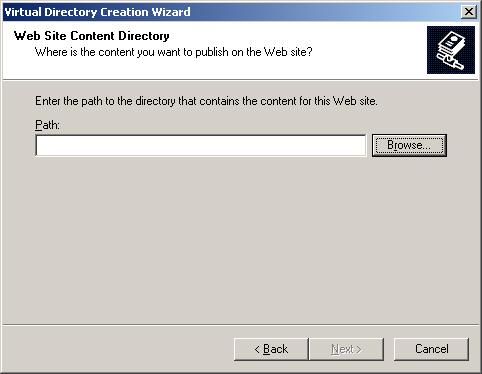 Virtual Directory Creation Wizard
Web Site Content Directory
Where is the content you want to publish on the Web site?
Enter the path to the directory that contains the content for this Web site.
Path:
Browse...
< Back
Next >
Cancel